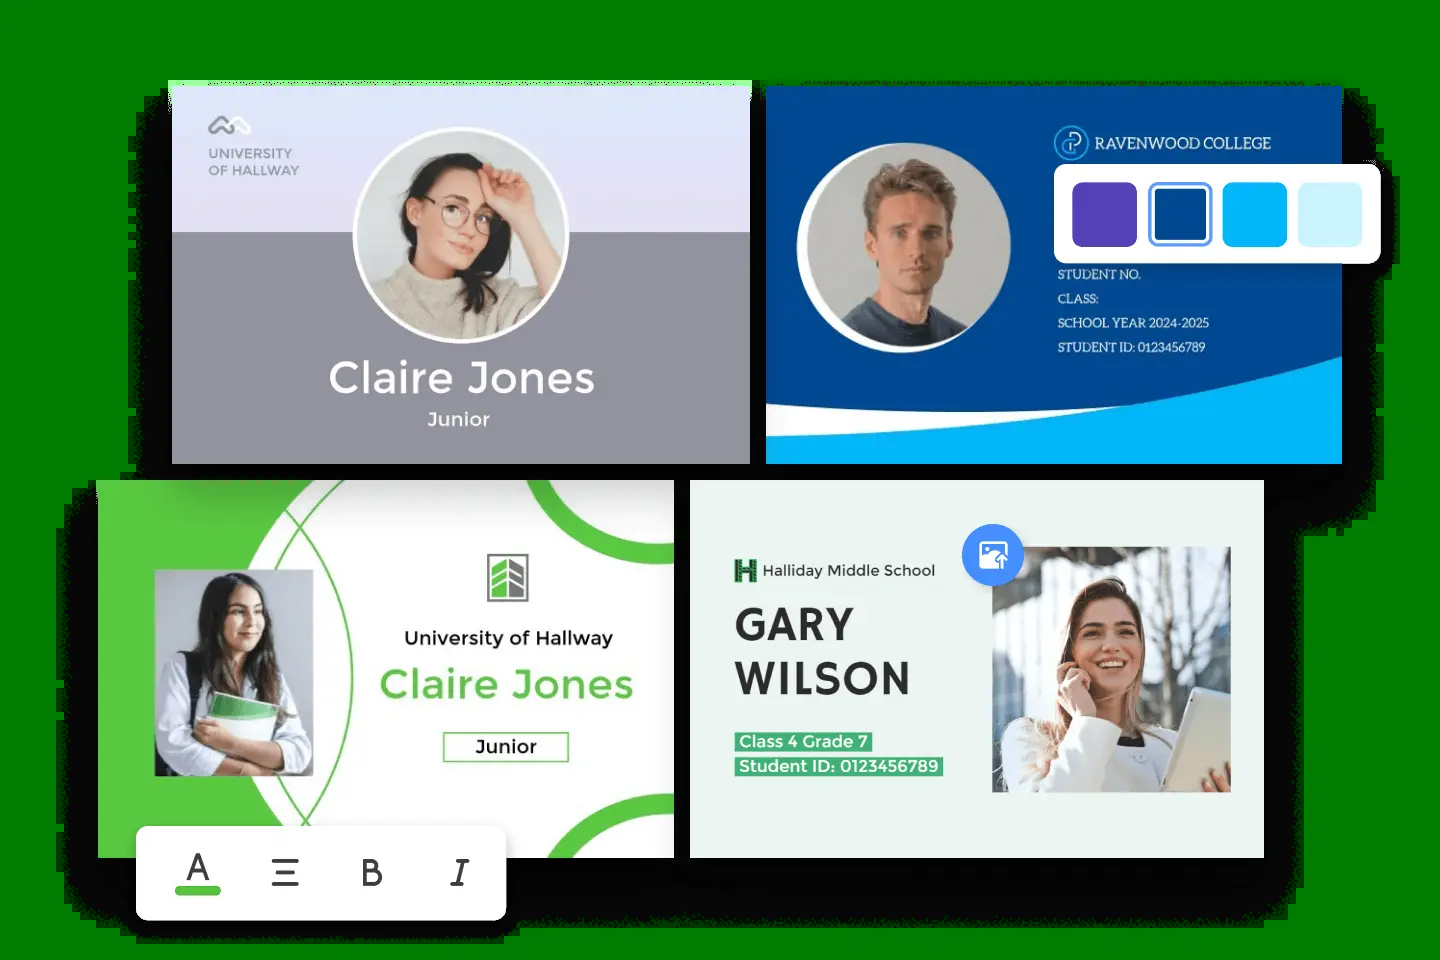 UNIVERSITY
OF HALLWAY
Claire Jones
Junior
RAVENWOOD COLLEGE
STUDENT NO.
CLASS:
SCHOOL YEAR 2024-2025
STUDENT ID: 0123456789
University of Hallway
Claire Jones
Junior
Halliday Middle School
GARY
WILSON
Class 4 Grade 7
Student ID: 0123456789
A
B
I